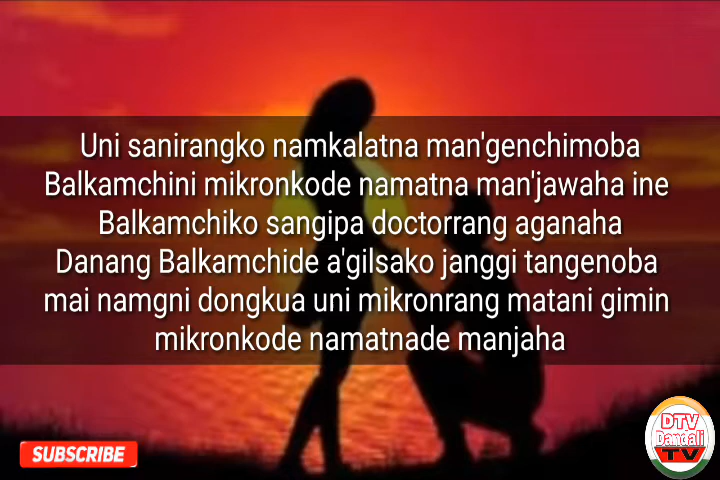 Uni sanirangko namkalatna man'genchimoba
Balkamchini mikronkode namatna man'jawaha ine
Balkamchiko sangipa doctorrang aganaha
Danang Balkamchide a'gilsako janggi tangenoba
mai namgni dongkua uni mikronrang matani gimin
mikronkode namatnade manjaha
SUBSCRIBE
DTV
Dangali
TV